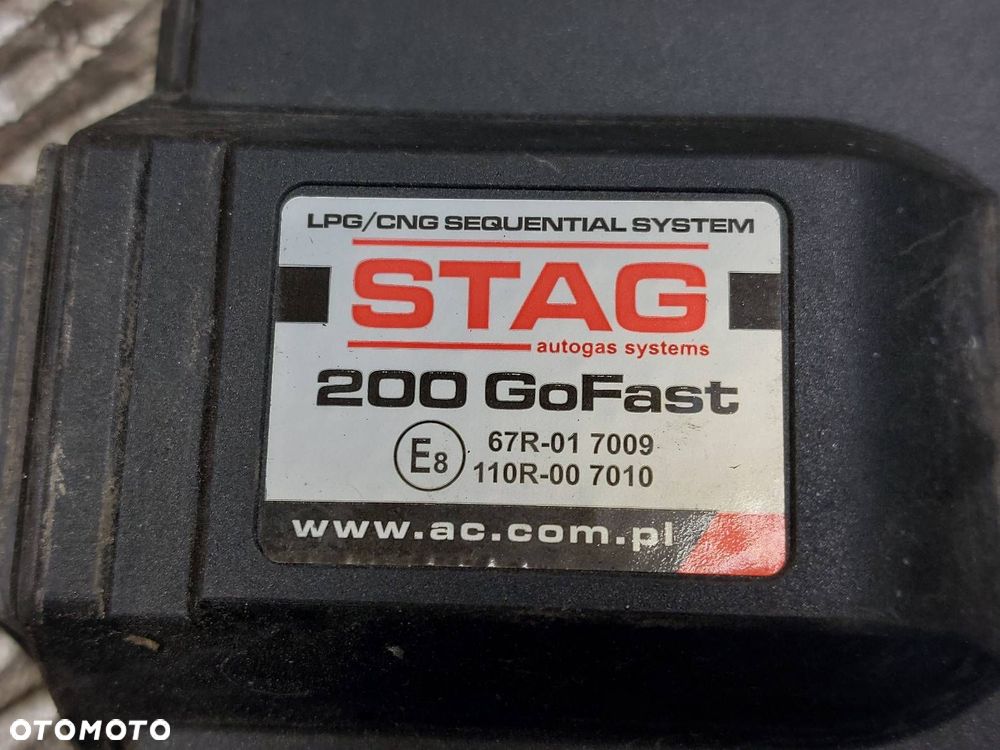 LPG/CNG SEQUENTIAL SYSTEM
STAG
autogas systems
200 GoFast
E8 67R-01 7009
110R-00 7010
www.ac.com.pl
OTOMOTO